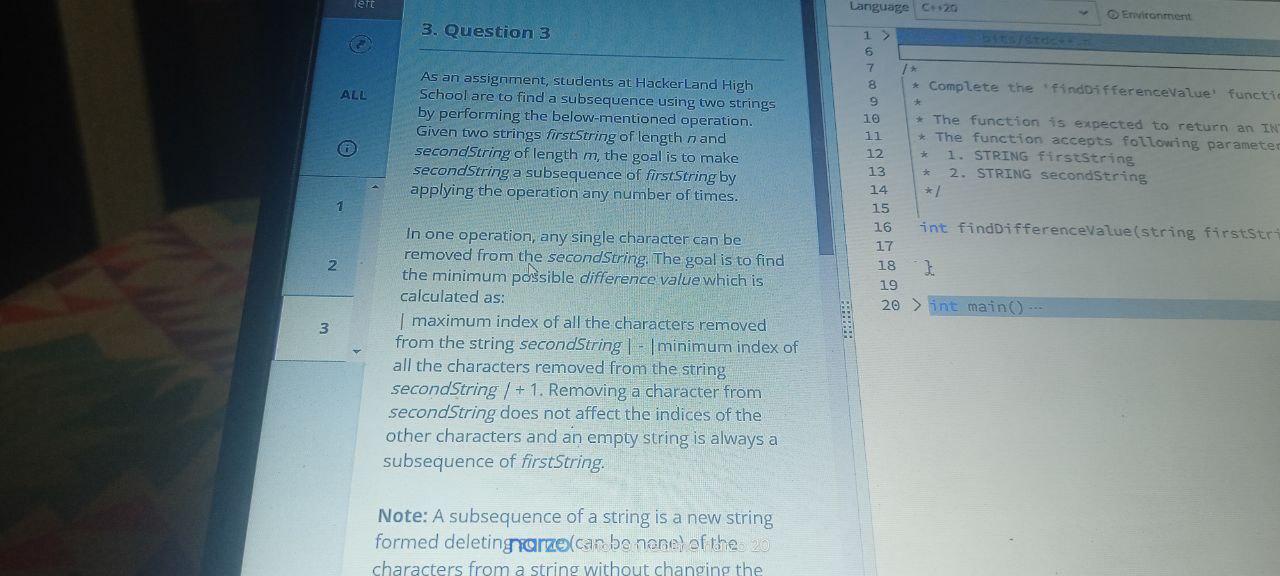 left
ALL
1
2
3
3. Question 3
As an assignment, students at HackerLand High
School are to find a subsequence using two strings
by performing the below-mentioned operation.
Given two strings firstString of length n and
secondString of length m, the goal is to make
secondString a subsequence of firstString by
applying the operation any number of times.
In one operation, any single character can be
removed from the secondString. The goal is to find
the minimum possible difference value which is
calculated as:
| maximum index of all the characters removed
from the string secondString | - |minimum index of
all the characters removed from the string
secondString | + 1. Removing a character from
secondString does not affect the indices of the
other characters and an empty string is always a
subsequence of firstString.
Note: A subsequence of a string is a new string
formed deleting (can be none) of the
characters from a string without changing the
narzo
Language C++20
Environment
1 > bits/stdc++.h
6
7 /*
8 * Complete the 'findDifferenceValue' functi
9 *
10 * The function is expected to return an IN
11 * The function accepts following parameter
12 * 1. STRING firstString
13 * 2. STRING secondString
14 */
15
16 int findDifferenceValue(string firstStri
17
18 }
19
20 > int main() ...